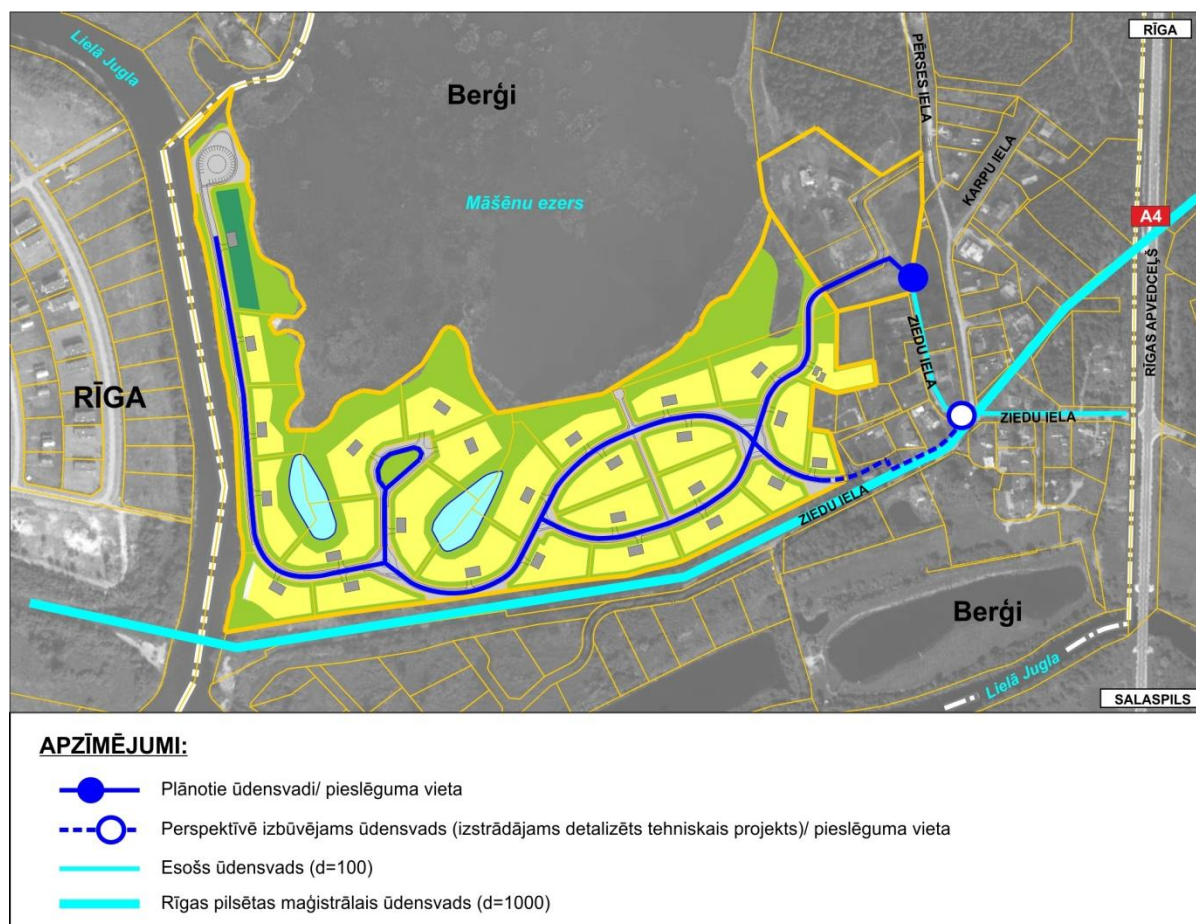 RĪGA
Lielā Jugla
Berģi
PĒRSES IELA
KARPU IELA
Māšēnu ezers
A4
RĪGAS APVEDCEĻŠ
ZIEDU IELA
RĪGA
ZIEDU IELA
ZIEDU IELA
Berģi
Lielā Jugla
SALASPILS
APZĪMĒJUMI:
Plānotie ūdensvadi/ pieslēguma vieta
Perspektīvē izbūvējams ūdensvads (izstrādājams detalizēts tehniskais projekts)/ pieslēguma vieta
Esošs ūdensvads (d=100)
Rīgas pilsētas maģistrālais ūdensvads (d=1000)